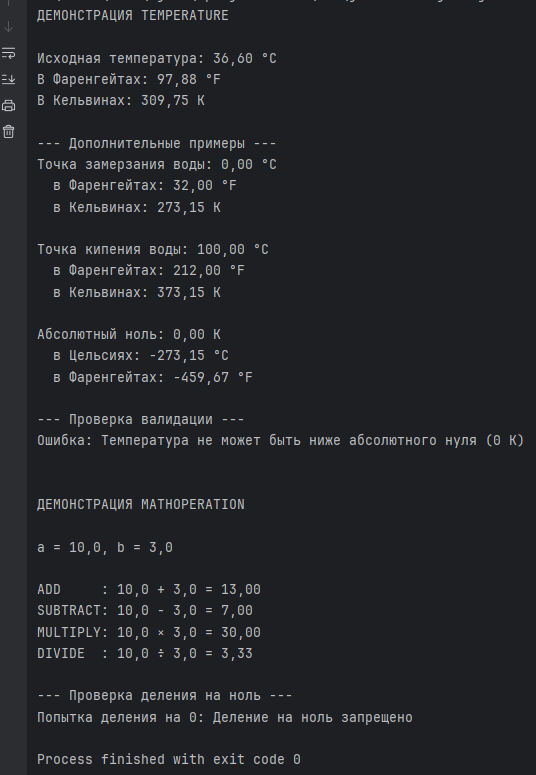 ДЕМОНСТРАЦИЯ TEMPERATURE
Исходная температура: 36,60 °C
В Фаренгейтах: 97,88 °F
В Кельвинах: 309,75 K
--- Дополнительные примеры ---
Точка замерзания воды: 0,00 °C
в Фаренгейтах: 32,00 °F
в Кельвинах: 273,15 K
Точка кипения воды: 100,00 °C
в Фаренгейтах: 212,00 °F
в Кельвинах: 373,15 K
Абсолютный ноль: 0,00 K
в Цельсиях: -273,15 °C
в Фаренгейтах: -459,67 °F
--- Проверка валидации ---
Ошибка: Температура не может быть ниже абсолютного нуля (0 K)
ДЕМОНСТРАЦИЯ MATHOPERATION
a = 10,0, b = 3,0
ADD     : 10,0 + 3,0 = 13,00
SUBTRACT: 10,0 - 3,0 = 7,00
MULTIPLY: 10,0 × 3,0 = 30,00
DIVIDE  : 10,0 ÷ 3,0 = 3,33
--- Проверка деления на ноль ---
Попытка деления на 0: Деление на ноль запрещено
Process finished with exit code 0